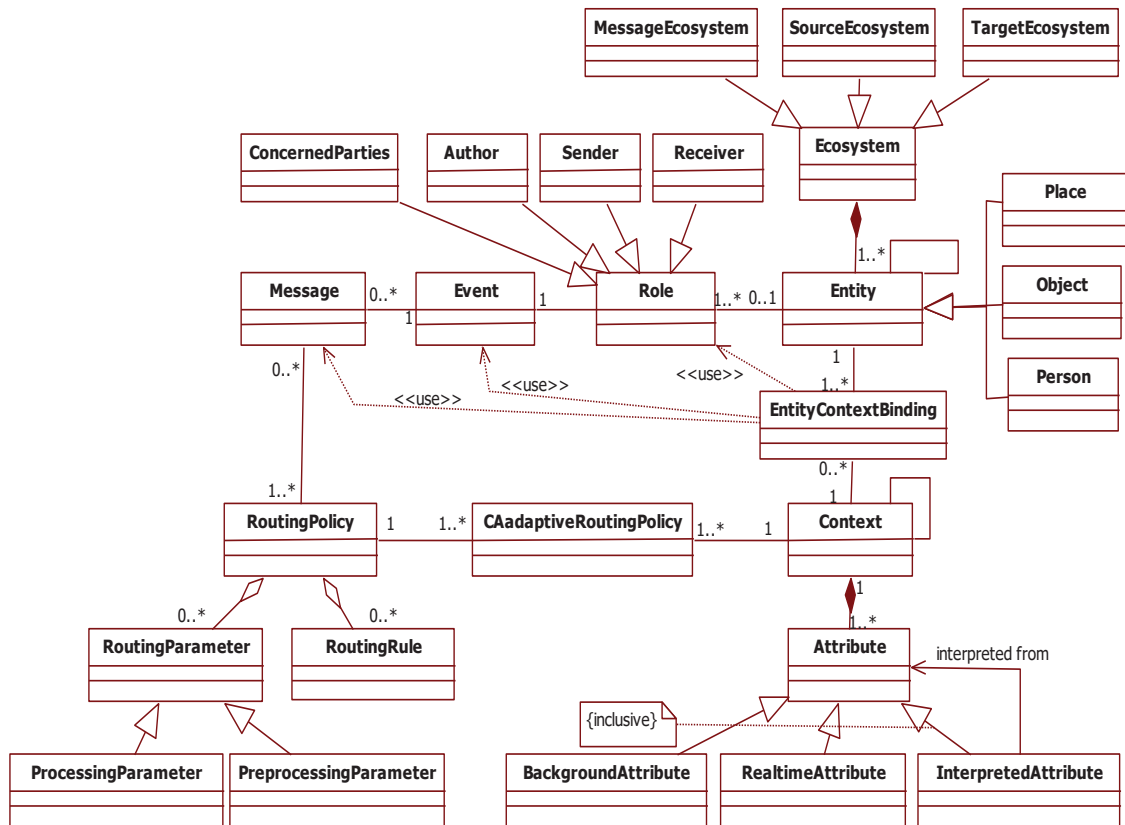 MessageEcosystem
SourceEcosystem
TargetEcosystem
Ecosystem
ConcernedParties
Author
Sender
Receiver
Place
1..*
Message
0..*
1
Event
1
Role
1..*
0..1
Entity
Object
0..*
<<use>>
<<use>>
<<use>>
1
1..*
Person
EntityContextBinding
0..*
1
1..*
RoutingPolicy
1
1..*
CAadaptiveRoutingPolicy
1..*
1
Context
1
0..*
0..*
1..*
RoutingParameter
RoutingRule
Attribute
interpreted from
{inclusive}
ProcessingParameter
PreprocessingParameter
BackgroundAttribute
RealtimeAttribute
InterpretedAttribute